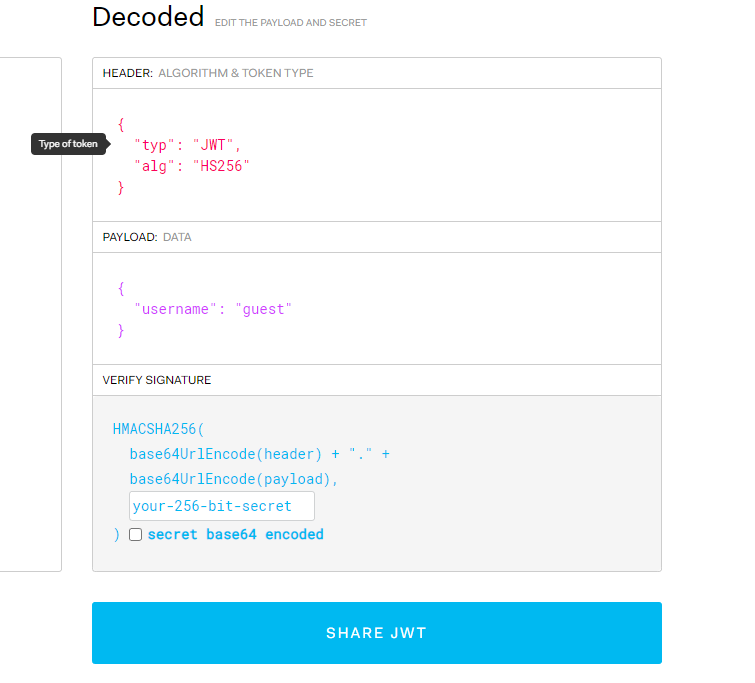 Decoded EDIT THE PAYLOAD AND SECRET
HEADER: ALGORITHM & TOKEN TYPE
{
Type of token
"typ": "JWT",
"alg": "HS256"
}
PAYLOAD: DATA
{
"username": "guest"
}
VERIFY SIGNATURE
HMACSHA256(
base64UrlEncode(header) + "." +
base64UrlEncode(payload),
your-256-bit-secret
) secret base64 encoded
SHARE JWT